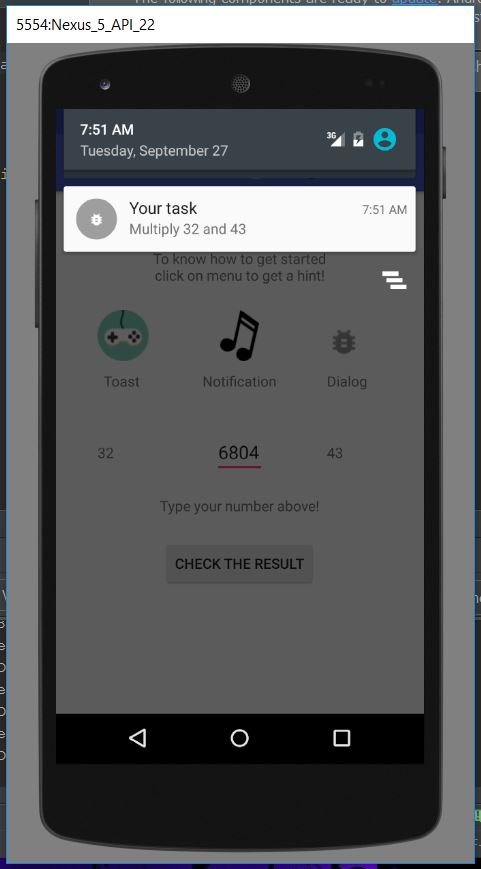 The following components are ready to update: Andro
5554:Nexus_5_API_22
7:51 AM
Tuesday, September 27
3G
Your task
7:51 AM
Multiply 32 and 43
To know how to get started
click on menu to get a hint!
Toast
Notification
Dialog
32
6804
43
Type your number above!
CHECK THE RESULT